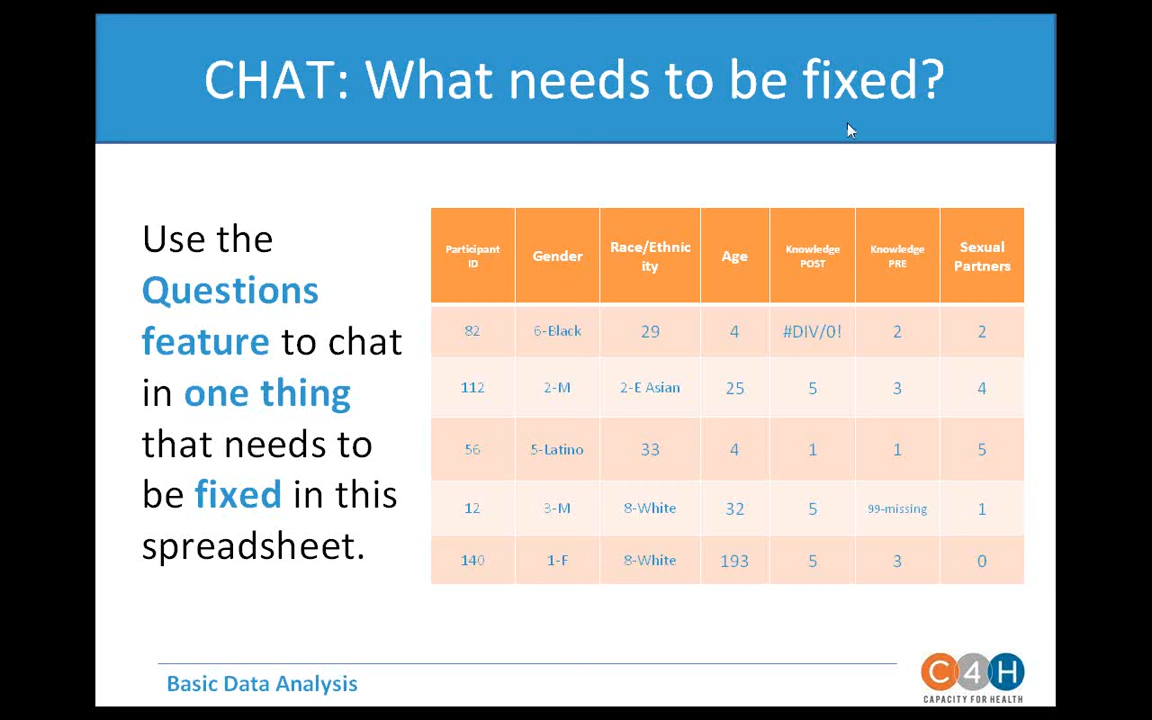 CHAT: What needs to be fixed?
Use the
Questions
feature to chat
in one thing
that needs to
be fixed in this
spreadsheet.
Participant
ID
Gender
Race/Ethnic
ity
Age
Knowledge
POST
Knowledge
PRE
Sexual
Partners
82 6-Black 29 4 #DIV/0! 2 2
112 2-M 2-E Asian 25 5 3 4
56 5-Latino 33 4 1 1 5
12 3-M 8-White 32 5 99-missing 1
140 1-F 8-White 193 5 3 0
Basic Data Analysis
C4H
CAPACITY FOR HEALTH